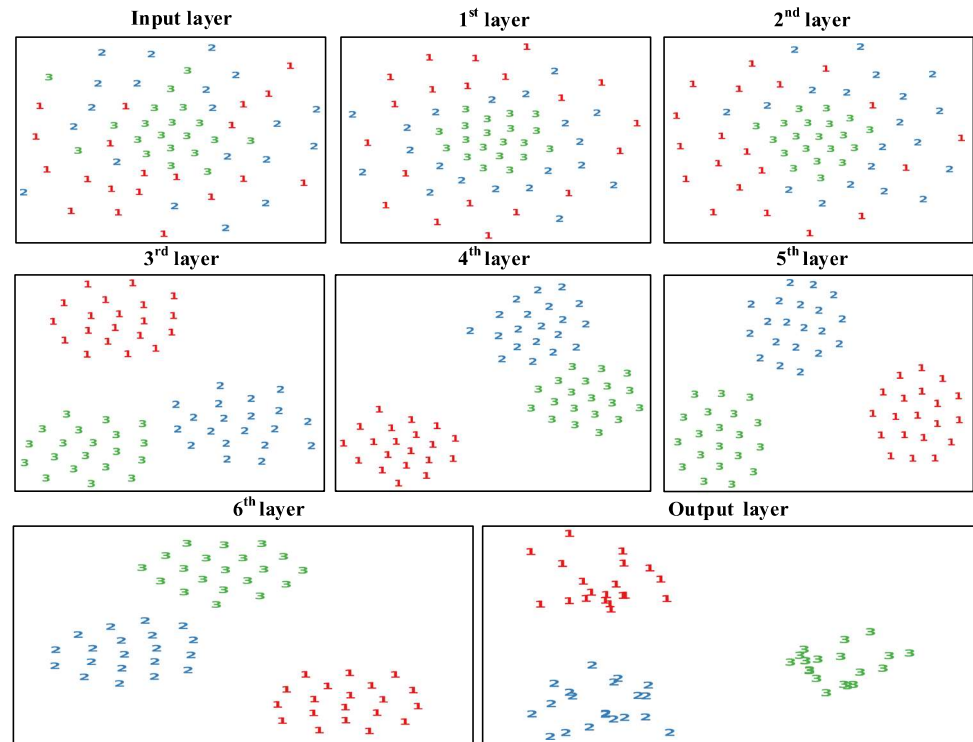 Input layer
1st layer
2nd layer
3rd layer
4th layer
5th layer
6th layer
Output layer